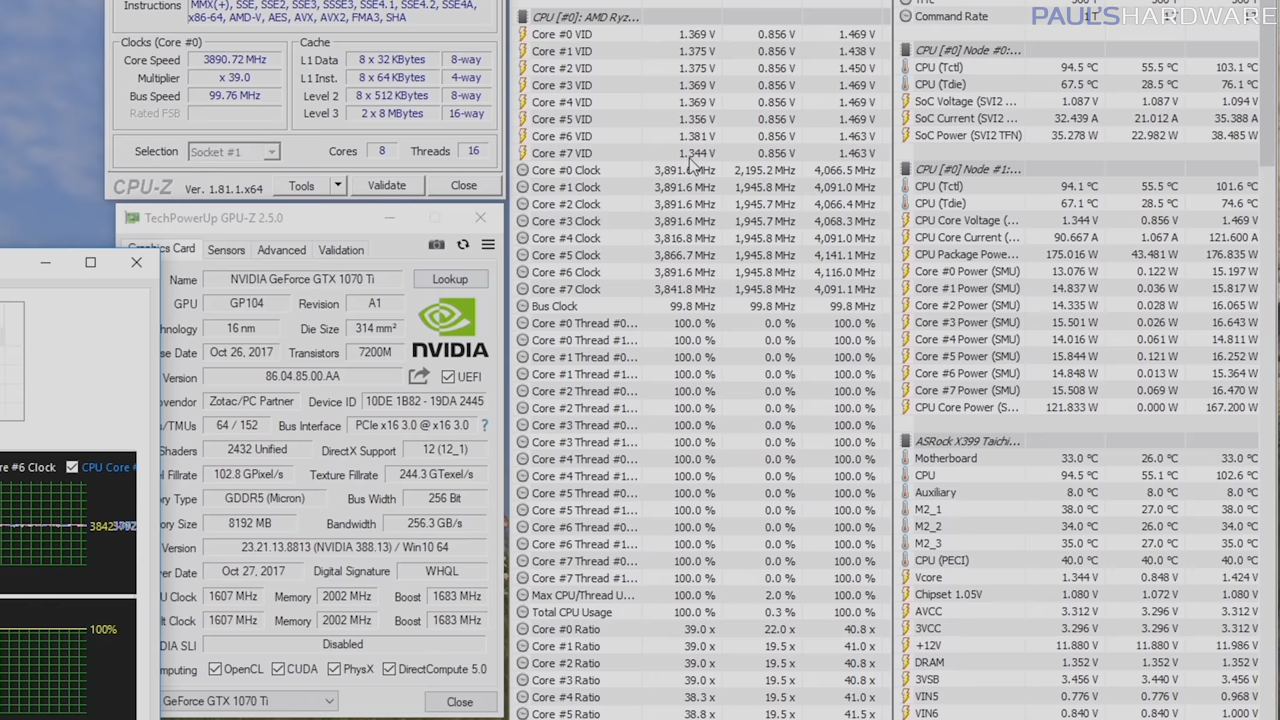 PAUL'SHARDWARE
Instructions
MMX(+), SSE, SSE2, SSE3, SSSE3, SSE4.1, SSE4.2, SSE4A,
x86-64, AMD-V, AES, AVX, AVX2, FMA3, SHA
Clocks (Core #0)
Core Speed 3890.72 MHz
Multiplier x 39.0
Bus Speed 99.76 MHz
Rated FSB
Cache
L1 Data 8 x 32 KBytes 8-way
L1 Inst. 8 x 64 KBytes 4-way
Level 2 8 x 512 KBytes 8-way
Level 3 2 x 8 MBytes 16-way
Selection Socket #1 Cores 8 Threads 16
CPU-Z Ver. 1.81.1.x64 Tools Validate Close
TechPowerUp GPU-Z 2.5.0
Graphics Card Sensors Advanced Validation
Name NVIDIA GeForce GTX 1070 Ti Lookup
GPU GP104 Revision A1
nology 16 nm Die Size 314 mm²
se Date Oct 26, 2017 Transistors 7200M
NVIDIA
Version 86.04.85.00.AA UEFI
vendor Zotac/PC Partner Device ID 10DE 1B82 - 19DA 2445
s/TMUs 64 / 152 Bus Interface PCIe x16 3.0 @ x16 3.0 ?
ders 2432 Unified DirectX Support 12 (12_1)
el Fillrate 102.8 GPixel/s Texture Fillrate 244.3 GTexel/s
ory Type GDDR5 (Micron) Bus Width 256 Bit
ory Size 8192 MB Bandwidth 256.3 GB/s
Version 23.21.13.8813 (NVIDIA 388.13) / Win10 64
ver Date Oct 27, 2017 Digital Signature WHQL
U Clock 1607 MHz Memory 2002 MHz Boost 1683 MHz
lt Clock 1607 MHz Memory 2002 MHz Boost 1683 MHz
DIA SLI Disabled
mputing OpenCL CUDA PhysX DirectCompute 5.0
GeForce GTX 1070 Ti Close
re #6 Clock CPU Core #
100%
CPU [#0]: AMD Ryz...
Core #0 VID 1.369 V 0.856 V 1.469 V
Core #1 VID 1.375 V 0.856 V 1.438 V
Core #2 VID 1.375 V 0.856 V 1.450 V
Core #3 VID 1.369 V 0.856 V 1.469 V
Core #4 VID 1.369 V 0.856 V 1.469 V
Core #5 VID 1.356 V 0.856 V 1.469 V
Core #6 VID 1.381 V 0.856 V 1.463 V
Core #7 VID 1.344 V 0.856 V 1.463 V
Core #0 Clock 3,891.6 MHz 2,195.2 MHz 4,066.5 MHz
Core #1 Clock 3,891.6 MHz 1,945.7 MHz 4,091.0 MHz
Core #2 Clock 3,891.6 MHz 1,945.7 MHz 4,066.4 MHz
Core #3 Clock 3,891.6 MHz 1,945.7 MHz 4,068.3 MHz
Core #4 Clock 3,816.8 MHz 1,945.8 MHz 4,091.0 MHz
Core #5 Clock 3,866.7 MHz 1,945.8 MHz 4,141.1 MHz
Core #6 Clock 3,891.6 MHz 1,945.8 MHz 4,116.0 MHz
Core #7 Clock 3,841.8 MHz 1,945.8 MHz 4,091.1 MHz
Bus Clock 99.8 MHz 99.8 MHz 99.8 MHz
Core #0 Thread #0... 100.0 % 0.0 % 100.0 %
Core #0 Thread #1... 100.0 % 0.0 % 100.0 %
Core #1 Thread #0... 100.0 % 0.0 % 100.0 %
Core #1 Thread #1... 100.0 % 0.0 % 100.0 %
Core #2 Thread #0... 100.0 % 0.0 % 100.0 %
Core #2 Thread #1... 100.0 % 0.0 % 100.0 %
Core #3 Thread #0... 100.0 % 0.0 % 100.0 %
Core #3 Thread #1... 100.0 % 0.0 % 100.0 %
Core #4 Thread #0... 100.0 % 0.0 % 100.0 %
Core #4 Thread #1... 100.0 % 0.0 % 100.0 %
Core #5 Thread #0... 100.0 % 0.0 % 100.0 %
Core #5 Thread #1... 100.0 % 0.0 % 100.0 %
Core #6 Thread #0... 100.0 % 0.0 % 100.0 %
Core #6 Thread #1... 100.0 % 0.0 % 100.0 %
Core #7 Thread #0... 100.0 % 0.0 % 100.0 %
Core #7 Thread #1... 100.0 % 0.0 % 100.0 %
Max CPU/Thread U... 100.0 % 2.0 % 100.0 %
Total CPU Usage 100.0 % 0.3 % 100.0 %
Core #0 Ratio 39.0 x 22.0 x 40.8 x
Core #1 Ratio 39.0 x 19.5 x 41.0 x
Core #2 Ratio 39.0 x 19.5 x 40.8 x
Core #3 Ratio 39.0 x 19.5 x 40.8 x
Core #4 Ratio 38.3 x 19.5 x 41.0 x
Core #5 Ratio 38.8 x 19.5 x 41.5 x
Command Rate 1T
CPU [#0] Node #0:...
CPU (Tctl) 94.5 °C 55.5 °C 103.1 °C
CPU (Tdie) 67.5 °C 28.5 °C 76.1 °C
SoC Voltage (SVI2 ... 1.087 V 1.087 V 1.094 V
SoC Current (SVI2 ... 32.439 A 21.012 A 35.388 A
SoC Power (SVI2 TFN) 35.278 W 22.982 W 38.485 W
CPU [#0] Node #1:...
CPU (Tctl) 94.1 °C 55.5 °C 101.6 °C
CPU (Tdie) 67.1 °C 28.5 °C 74.6 °C
CPU Core Voltage (... 1.344 V 0.856 V 1.469 V
CPU Core Current (... 90.667 A 1.067 A 121.600 A
CPU Package Powe... 175.016 W 43.481 W 176.835 W
Core #0 Power (SMU) 13.076 W 0.122 W 15.197 W
Core #1 Power (SMU) 14.837 W 0.036 W 15.817 W
Core #2 Power (SMU) 14.335 W 0.028 W 16.065 W
Core #3 Power (SMU) 15.501 W 0.026 W 16.643 W
Core #4 Power (SMU) 14.016 W 0.04 W 14.811 W
Core #5 Power (SMU) 15.844 W 0.121 W 16.252 W
Core #6 Power (SMU) 14.848 W 0.013 W 15.364 W
Core #7 Power (SMU) 15.508 W 0.069 W 16.470 W
CPU Core Power (S... 121.833 W 0.000 W 167.200 W
ASRock X399 Taichi...
Motherboard 33.0 °C 26.0 °C 33.0 °C
CPU 94.5 °C 55.1 °C 102.6 °C
Auxiliary 8.0 °C 8.0 °C 8.0 °C
M2_1 38.0 °C 27.0 °C 38.0 °C
M2_2 34.0 °C 26.0 °C 34.0 °C
M2_3 35.0 °C 27.0 °C 35.0 °C
CPU (PECI) 40.0 °C 40.0 °C 40.0 °C
Vcore 1.344 V 0.848 V 1.424 V
Chipset 1.05V 1.080 V 1.072 V 1.080 V
AVCC 3.312 V 3.296 V 3.312 V
3VCC 3.296 V 3.296 V 3.312 V
+12V 11.880 V 11.880 V 11.986 V
DRAM 1.352 V 1.352 V 1.352 V
3VSB 3.456 V 3.440 V 3.456 V
VIN5 0.776 V 0.776 V 0.968 V
VIN6 0.840 V 0.840 V 1.000 V